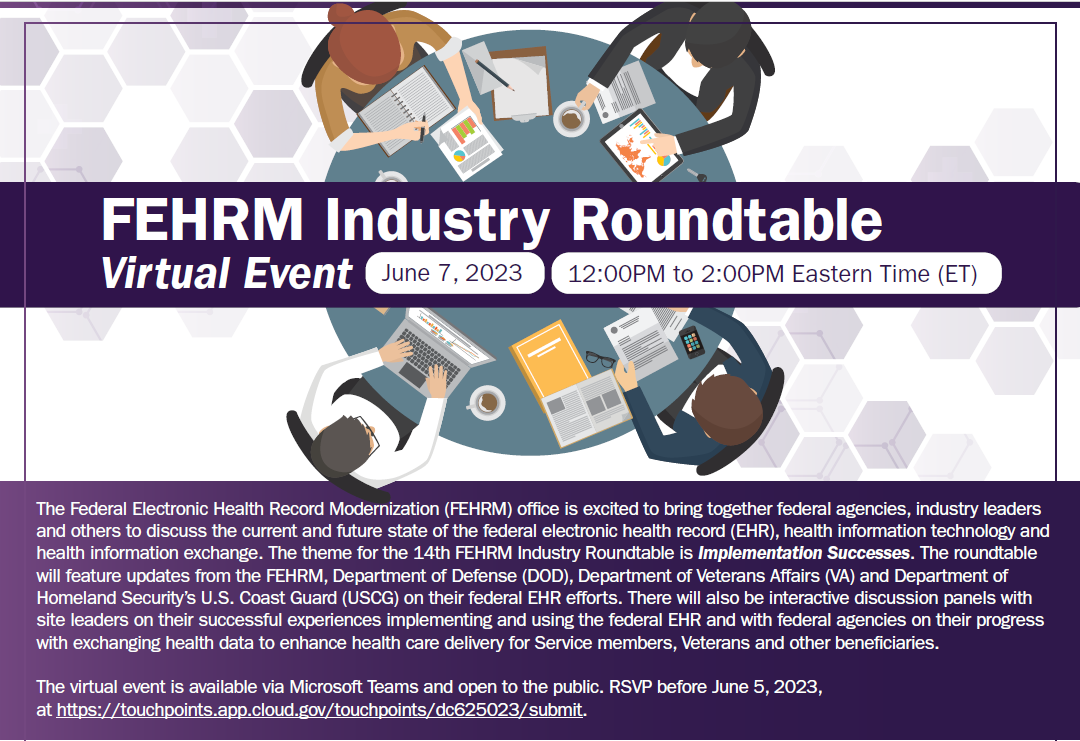 FEHRM Industry Roundtable
Virtual Event June 7, 2023 12:00PM to 2:00PM Eastern Time (ET)
The Federal Electronic Health Record Modernization (FEHRM) office is excited to bring together federal agencies, industry leaders
and others to discuss the current and future state of the federal electronic health record (EHR), health information technology and
health information exchange. The theme for the 14th FEHRM Industry Roundtable is Implementation Successes. The roundtable
will feature updates from the FEHRM, Department of Defense (DOD), Department of Veterans Affairs (VA) and Department of
Homeland Security’s U.S. Coast Guard (USCG) on their federal EHR efforts. There will also be interactive discussion panels with
site leaders on their successful experiences implementing and using the federal EHR and with federal agencies on their progress
with exchanging health data to enhance health care delivery for Service members, Veterans and other beneficiaries.
The virtual event is available via Microsoft Teams and open to the public. RSVP before June 5, 2023,
at https://touchpoints.app.cloud.gov/touchpoints/dc625023/submit.